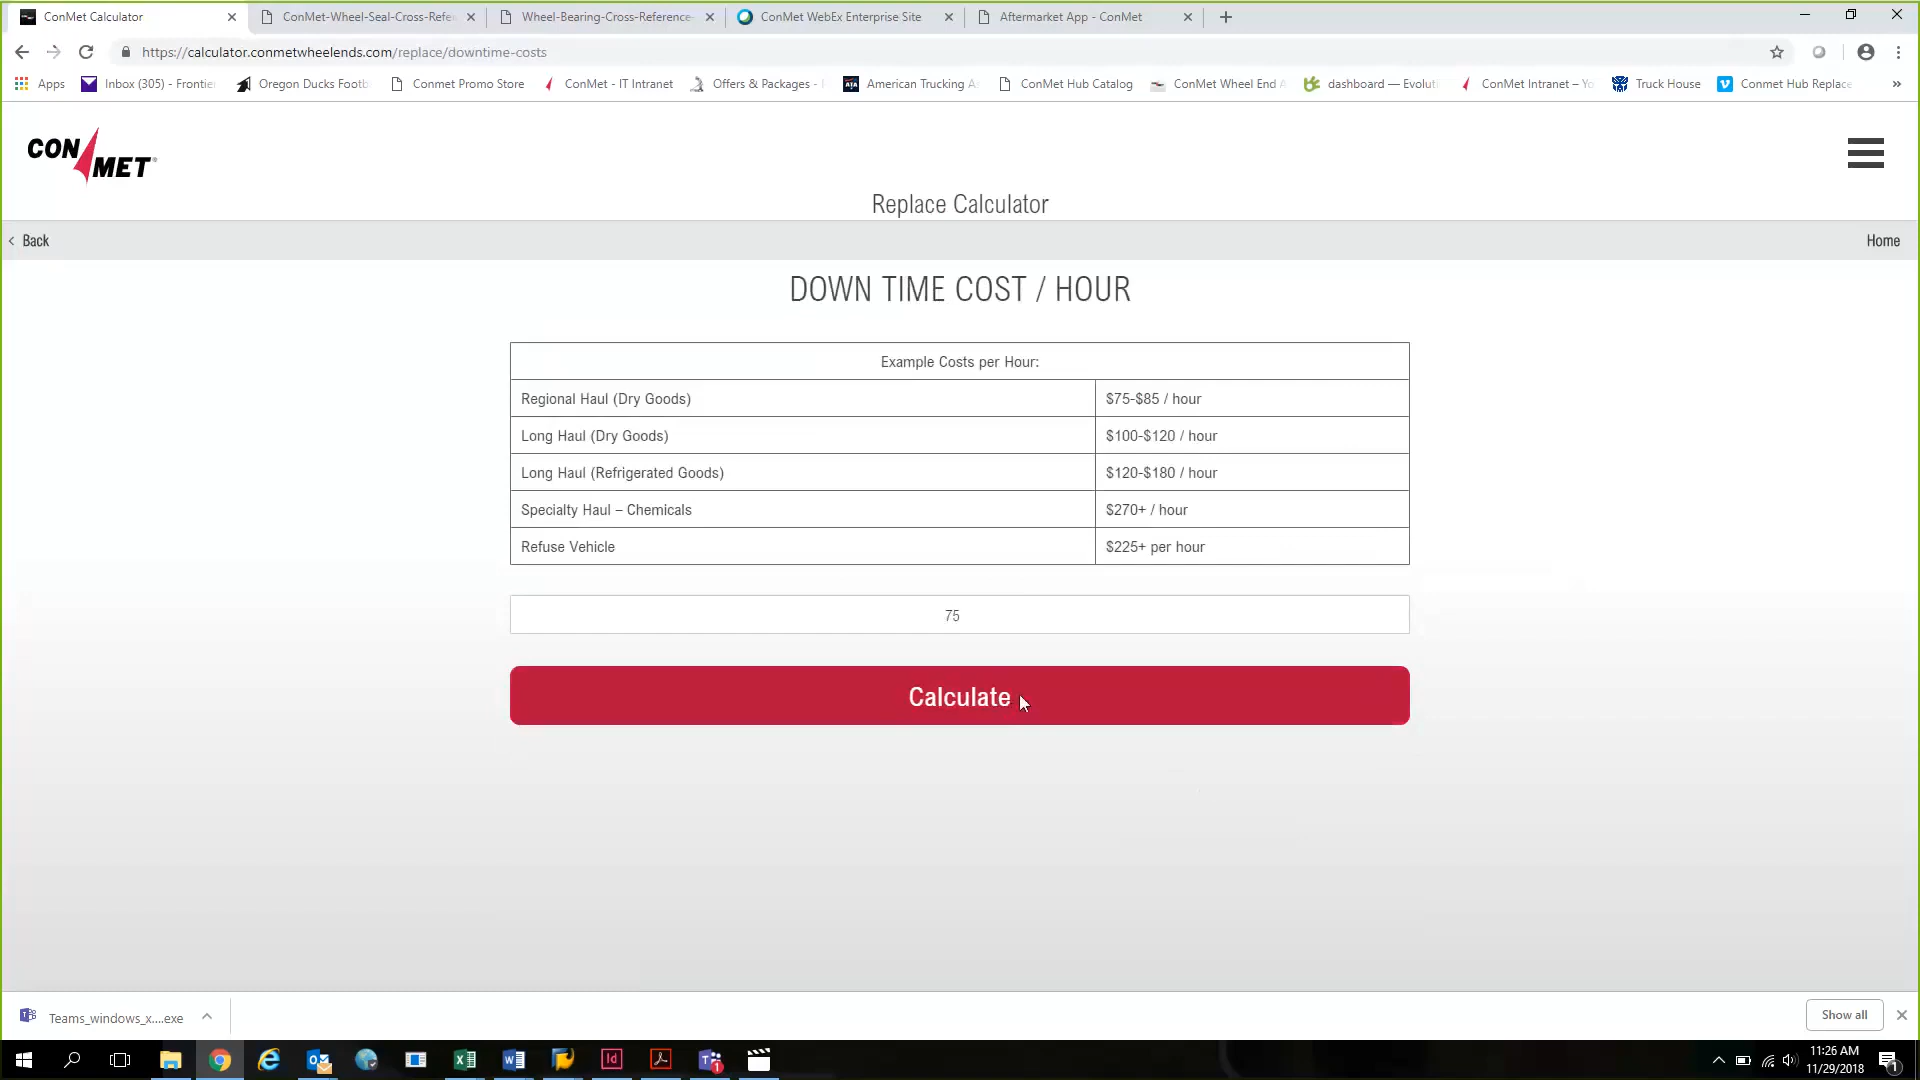 ConMet Calculator
ConMet-Wheel-Seal-Cross-Refe
Wheel-Bearing-Cross-Reference-
ConMet WebEx Enterprise Site
Aftermarket App - ConMet
https://calculator.conmetwheelends.com/replace/downtime-costs
Apps
Inbox (305) - Frontier
Oregon Ducks Footb
Conmet Promo Store
ConMet - IT Intranet
Offers & Packages -
American Trucking A
ConMet Hub Catalog
ConMet Wheel End A
dashboard — Evoluti
ConMet Intranet – Yo
Truck House
Conmet Hub Replace
»
CONMET®
Replace Calculator
< Back
Home
DOWN TIME COST / HOUR
Example Costs per Hour:
Regional Haul (Dry Goods) $75-$85 / hour
Long Haul (Dry Goods) $100-$120 / hour
Long Haul (Refrigerated Goods) $120-$180 / hour
Specialty Haul – Chemicals $270+ / hour
Refuse Vehicle $225+ per hour
75
Calculate
Teams_windows_x....exe
Show all
11:26 AM
11/29/2018